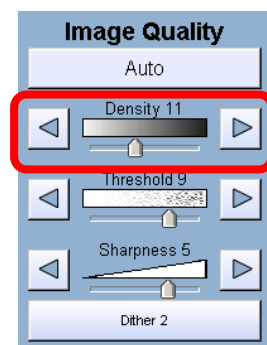 Image Quality
Auto
Density 11
Threshold 9
Sharpness 5
Dither 2